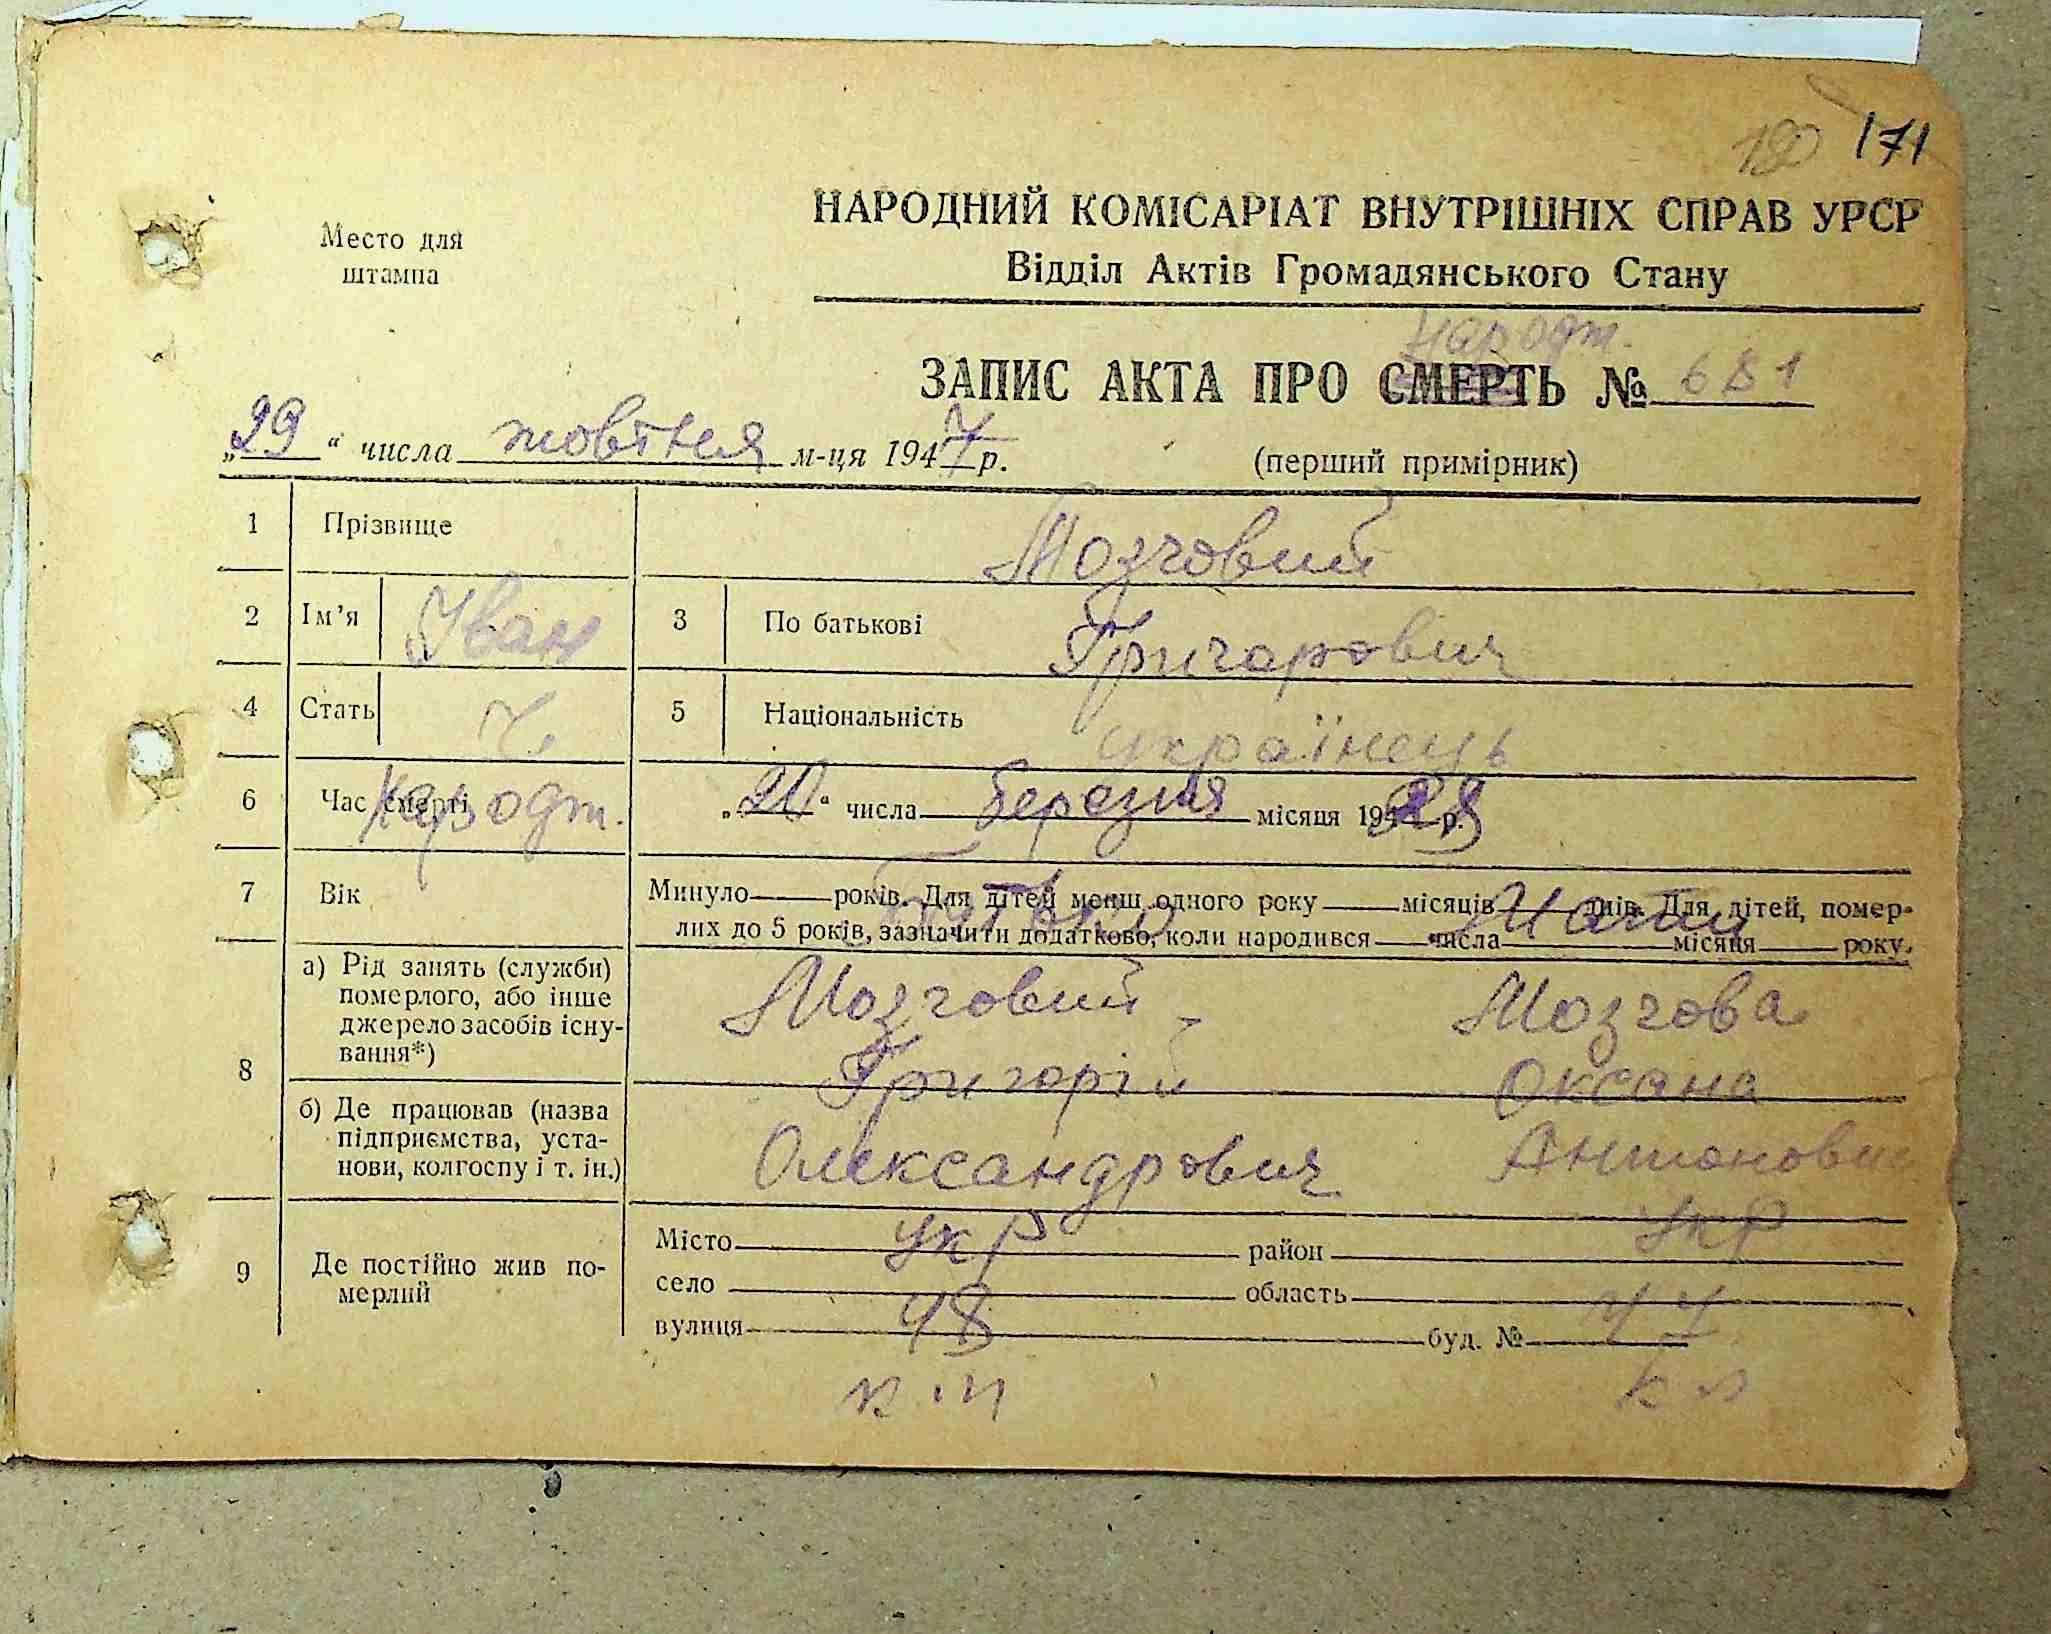 171
Место для
штампа
НАРОДНИЙ КОМІСАРІАТ ВНУТРІШНІХ СПРАВ УРСР
Відділ Актів Громадянського Стану
Народж.
ЗАПИС АКТА ПРО СМЕРТЬ № 681
„29“ числа жовтня м-ця 1947 р.
(перший примірник)
1 Прізвище Мозговий
2 Ім’я Іван 3 По батькові Григорович
4 Стать Ч. 5 Національність українець
6 Час смерті Народж. „20“ числа березня місяця 194 р.
7 Вік Минуло років. Для дітей менш одного року місяців днів. Для дітей, помер-
лих до 5 років, зазначити додатково, коли народився числа місяця року.
Батько Мати
8 а) Рід занять (служби)
померлого, або інше
джерело засобів існу-
вання*)
Мозговий Мозгова
Григорій Оксана
б) Де працював (назва
підприємства, уста-
нови, колгоспу і т. ін.)
Олександрович Антоновн
9 Де постійно жив по-
мерлий
Місто укр район укр
село область
вулиця 48 буд. № 44